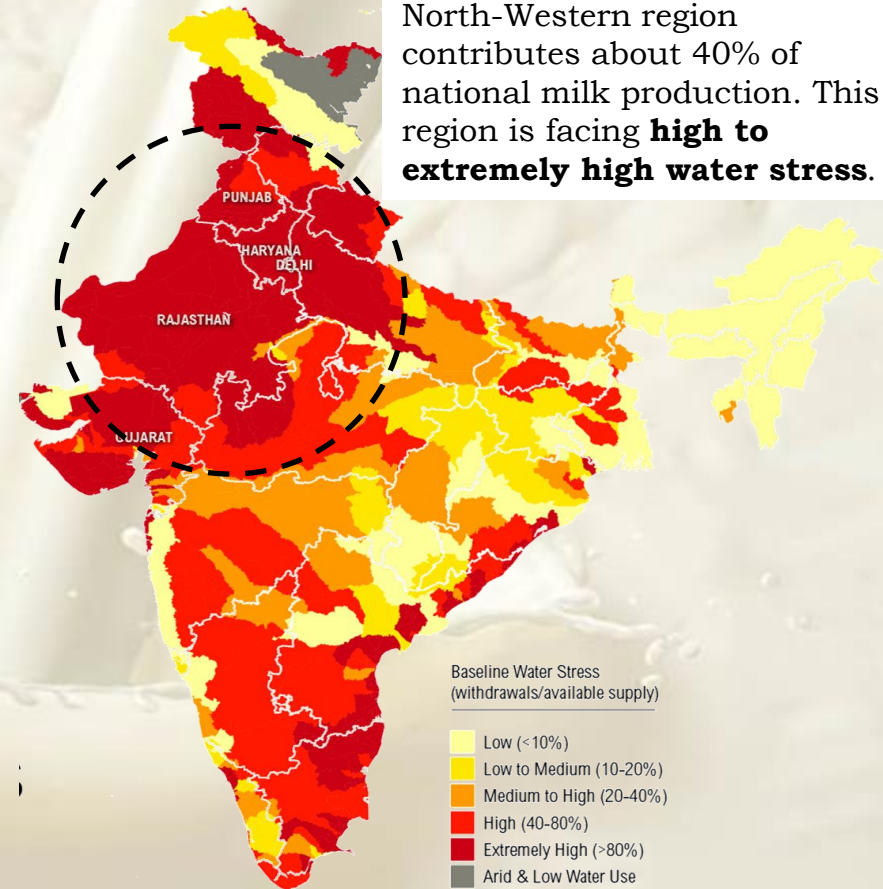 North-Western region
contributes about 40% of
national milk production. This
region is facing high to
extremely high water stress.
PUNJAB
HARYANA
DELHI
RAJASTHAN
GUJARAT
Baseline Water Stress
(withdrawals/available supply)
Low (<10%)
Low to Medium (10-20%)
Medium to High (20-40%)
High (40-80%)
Extremely High (>80%)
Arid & Low Water Use